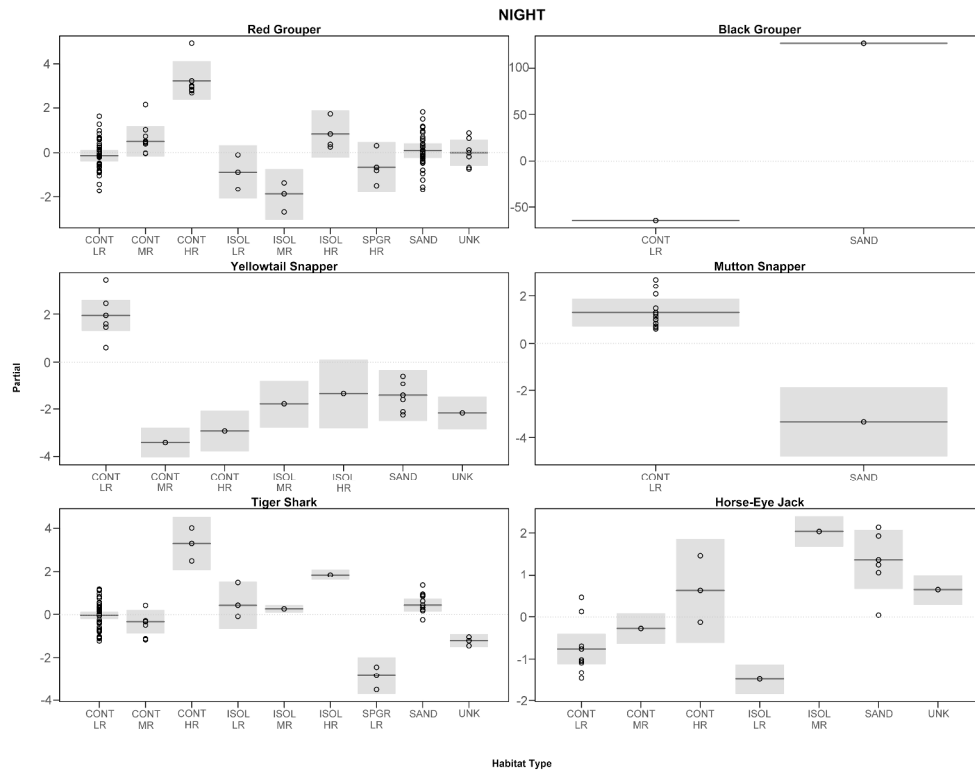 NIGHT
Red Grouper
Black Grouper
4
2
0
-2
100
50
0
-50
CONT LR
CONT MR
CONT HR
ISOL LR
ISOL MR
ISOL HR
SPGR HR
SAND
UNK
CONT LR
SAND
Yellowtail Snapper
Mutton Snapper
2
0
-2
-4
2
0
-2
-4
Partial
CONT LR
CONT MR
CONT HR
ISOL MR
ISOL HR
SAND
UNK
CONT LR
SAND
Tiger Shark
Horse-Eye Jack
4
2
0
-2
-4
2
1
0
-1
-2
CONT LR
CONT MR
CONT HR
ISOL LR
ISOL MR
ISOL HR
SPGR LR
SAND
UNK
CONT LR
CONT MR
CONT HR
ISOL LR
ISOL MR
SAND
UNK
Habitat Type